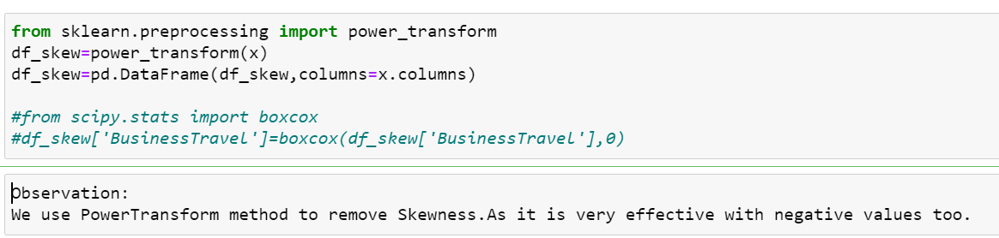 from sklearn.preprocessing import power_transform
df_skew=power_transform(x)
df_skew=pd.DataFrame(df_skew,columns=x.columns)
#from scipy.stats import boxcox
#df_skew['BusinessTravel']=boxcox(df_skew['BusinessTravel'],0)
Observation:
We use PowerTransform method to remove Skewness.As it is very effective with negative values too.